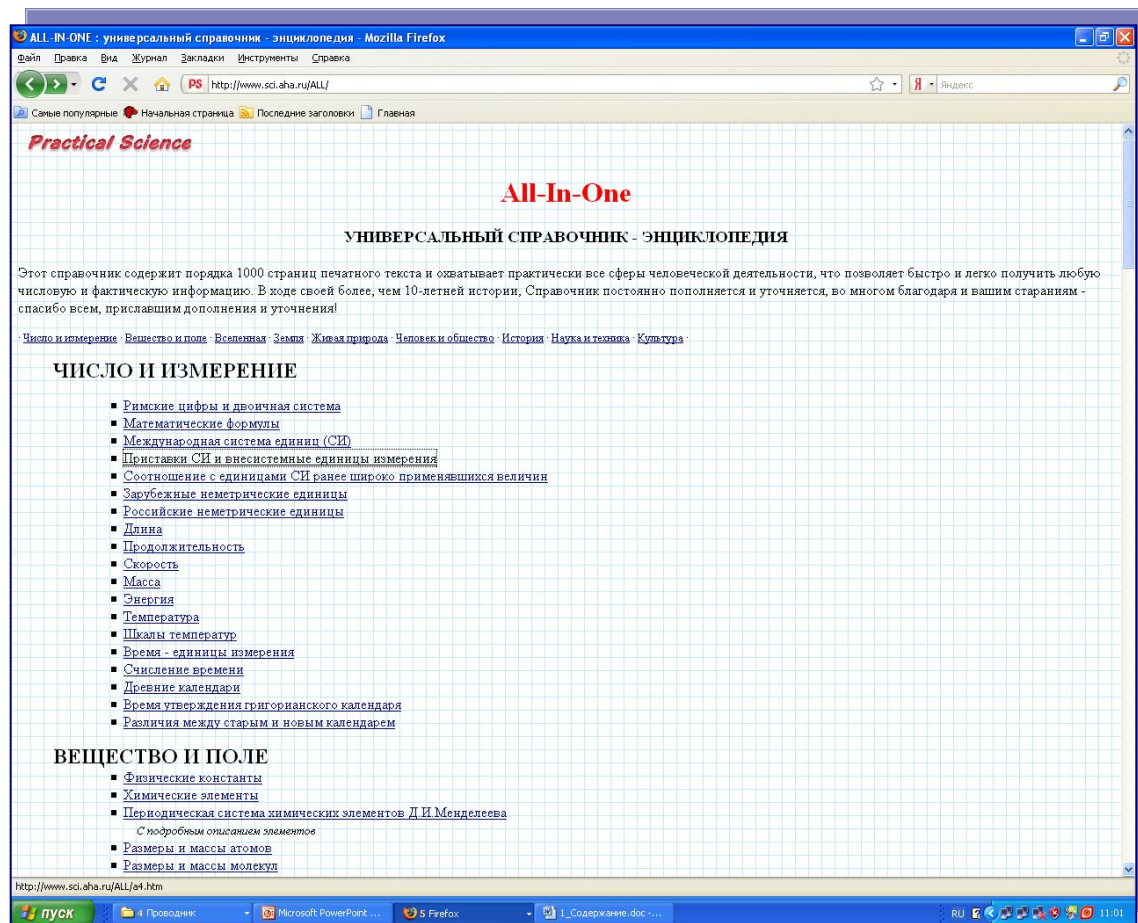 ALL-IN-ONE : универсальный справочник - энциклопедия - Mozilla Firefox
Файл Правка Вид Журнал Закладки Инструменты Справка
PS http://www.sci.aha.ru/ALL/ Я Яндекс
Самые популярные Начальная страница Последние заголовки Главная
Practical Science
All-In-One
УНИВЕРСАЛЬНЫЙ СПРАВОЧНИК - ЭНЦИКЛОПЕДИЯ
Этот справочник содержит порядка 1000 страниц печатного текста и охватывает практически все сферы человеческой деятельности, что позволяет быстро и легко получить любую
числовую и фактическую информацию. В ходе своей более, чем 10-летней истории, Справочник постоянно пополняется и уточняется, во многом благодаря и вашим стараниям -
спасибо всем, приславшим дополнения и уточнения!
· Число и измерение · Вещество и поле · Вселенная · Земля · Живая природа · Человек и общество · История · Наука и техника · Культура ·
ЧИСЛО И ИЗМЕРЕНИЕ
Римские цифры и двоичная система
Математические формулы
Международная система единиц (СИ)
Приставки СИ и внесистемные единицы измерения
Соотношение с единицами СИ ранее широко применявшихся величин
Зарубежные неметрические единицы
Российские неметрические единицы
Длина
Продолжительность
Скорость
Масса
Энергия
Температура
Шкалы температур
Время - единицы измерения
Счисление времени
Древние календари
Время утверждения григорианского календаря
Различия между старым и новым календарем
ВЕЩЕСТВО И ПОЛЕ
Физические константы
Химические элементы
Периодическая система химических элементов Д.И.Менделеева
С подробным описанием элементов
Размеры и массы атомов
Размеры и массы молекул
http://www.sci.aha.ru/ALL/a4.htm
пуск 4 Проводник Microsoft PowerPoint ... 5 Firefox 1_Содержание.doc -... RU 11:01